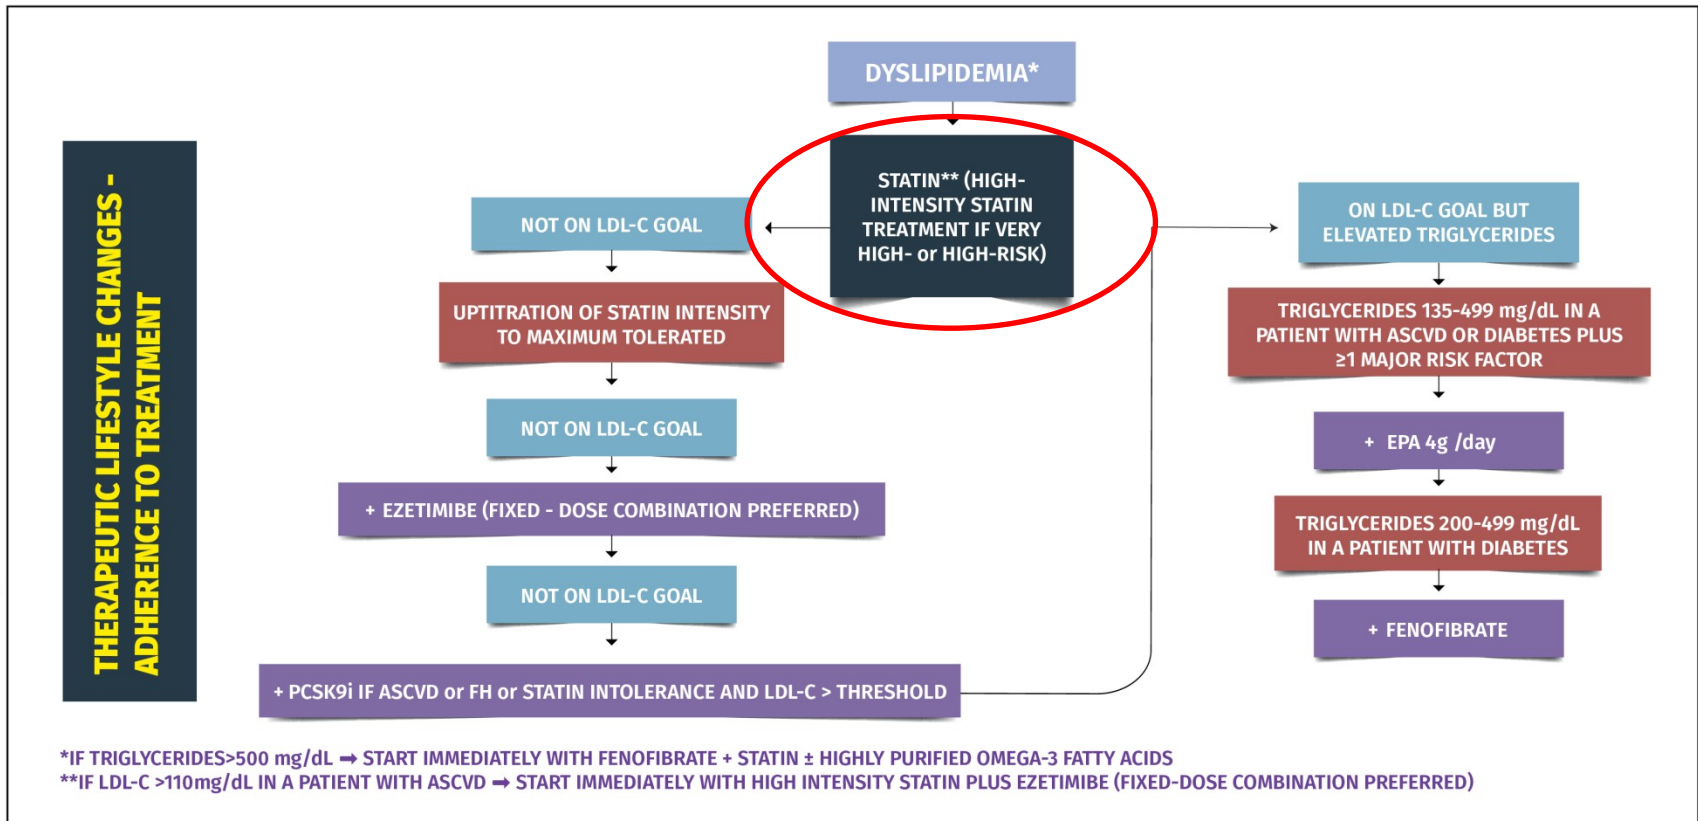 THERAPEUTIC LIFESTYLE CHANGES -
ADHERENCE TO TREATMENT
DYSLIPIDEMIA*
STATIN** (HIGH-
INTENSITY STATIN
TREATMENT IF VERY
HIGH- or HIGH-RISK)
NOT ON LDL-C GOAL
UPTITRATION OF STATIN INTENSITY
TO MAXIMUM TOLERATED
NOT ON LDL-C GOAL
+ EZETIMIBE (FIXED - DOSE COMBINATION PREFERRED)
NOT ON LDL-C GOAL
+ PCSK9i IF ASCVD or FH or STATIN INTOLERANCE AND LDL-C > THRESHOLD
ON LDL-C GOAL BUT
ELEVATED TRIGLYCERIDES
TRIGLYCERIDES 135-499 mg/dL IN A
PATIENT WITH ASCVD OR DIABETES PLUS
≥1 MAJOR RISK FACTOR
+ EPA 4g /day
TRIGLYCERIDES 200-499 mg/dL
IN A PATIENT WITH DIABETES
+ FENOFIBRATE
*IF TRIGLYCERIDES>500 mg/dL ➞ START IMMEDIATELY WITH FENOFIBRATE + STATIN ± HIGHLY PURIFIED OMEGA-3 FATTY ACIDS
**IF LDL-C >110mg/dL IN A PATIENT WITH ASCVD ➞ START IMMEDIATELY WITH HIGH INTENSITY STATIN PLUS EZETIMIBE (FIXED-DOSE COMBINATION PREFERRED)